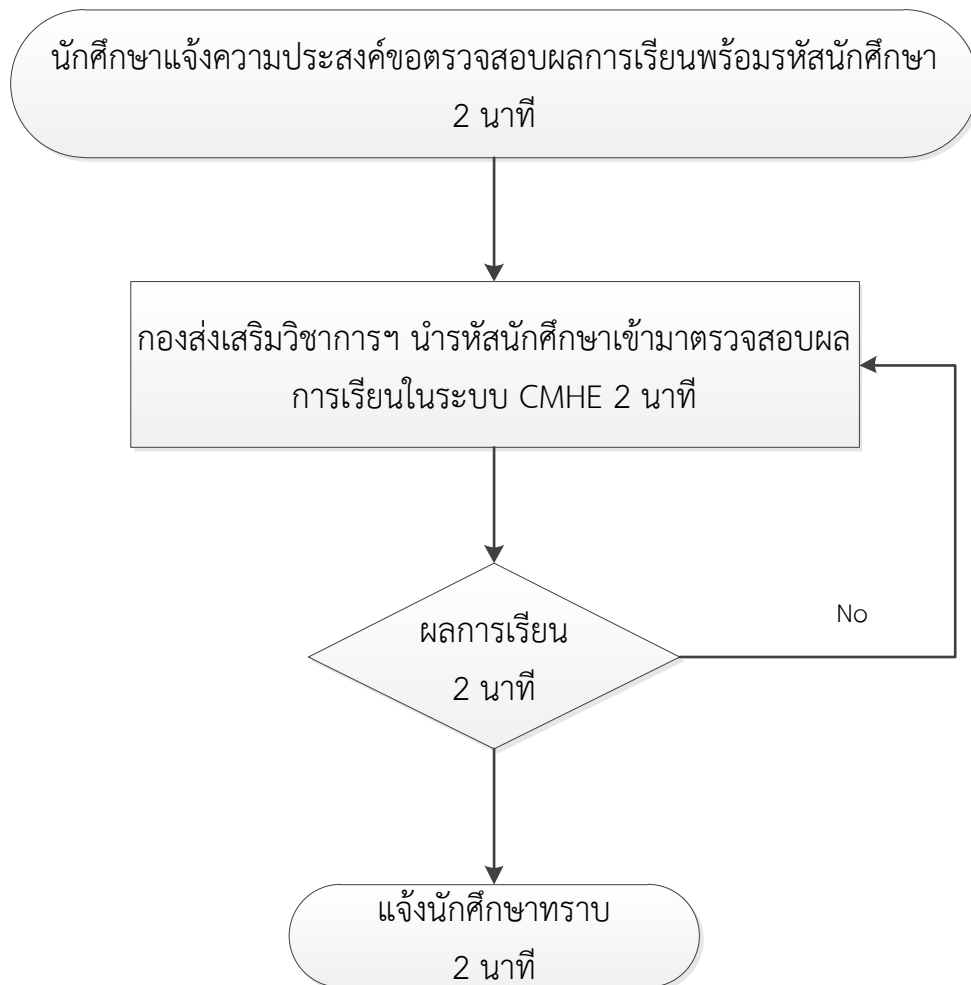 นักศึกษาแจ้งความประสงค์ขอตรวจสอบผลการเรียนพร้อมรหัสนักศึกษา
2 นาที
กองส่งเสริมวิชาการฯ นำรหัสนักศึกษาเข้ามาตรวจสอบผล
การเรียนในระบบ CMHE 2 นาที
ผลการเรียน
2 นาที
No
แจ้งนักศึกษาทราบ
2 นาที